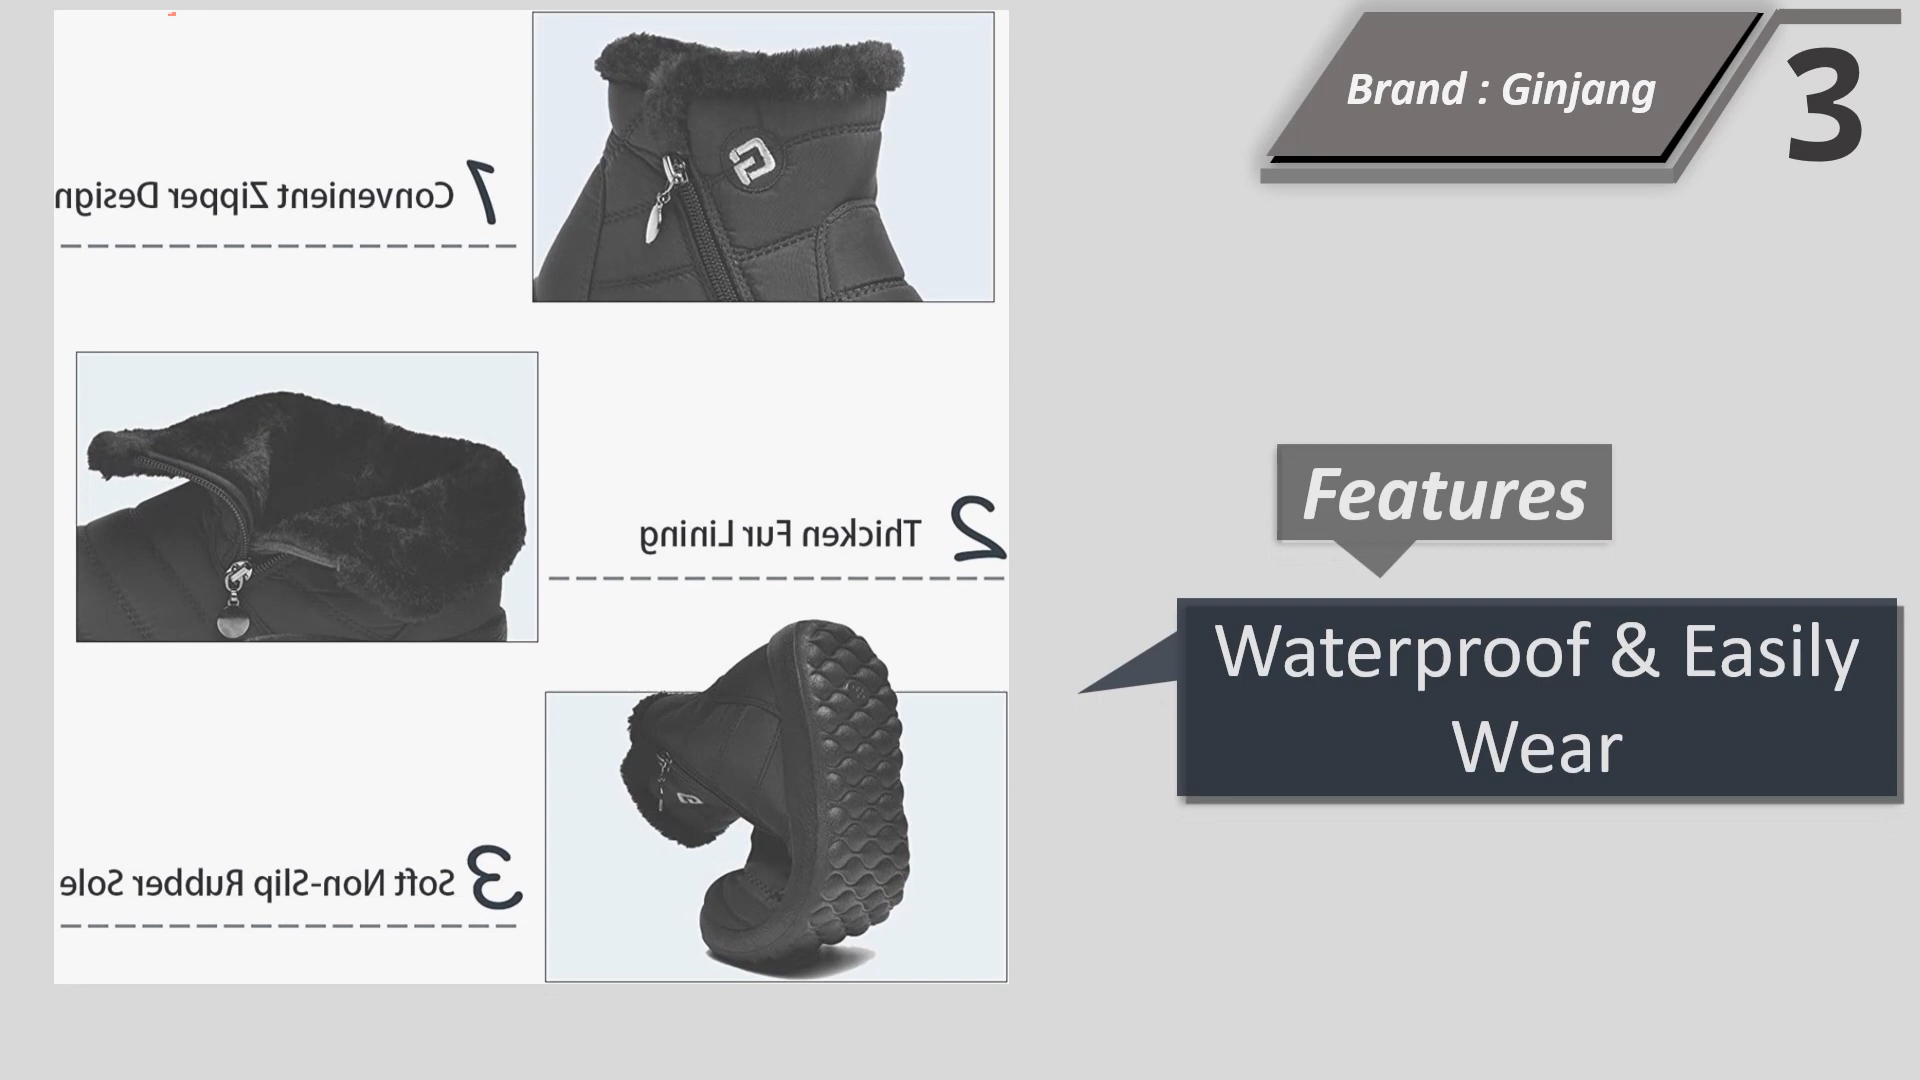 Brand : Ginjang
3
1 Convenient Zipper Design
2 Thicken Fur Lining
3 Soft Non-Slip Rubber Sole
Features
Waterproof & Easily
Wear